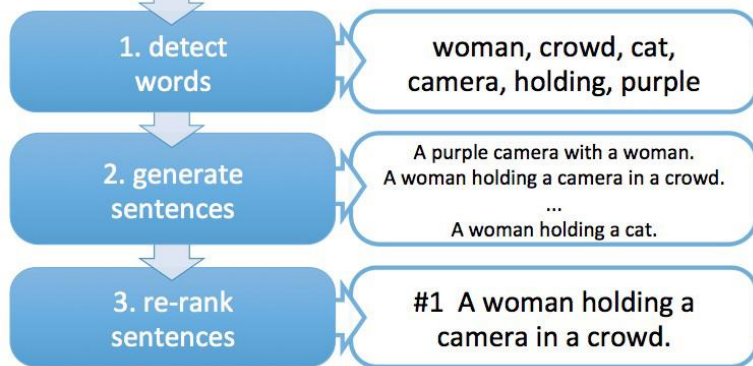 1. detect
words
woman, crowd, cat,
camera, holding, purple
2. generate
sentences
A purple camera with a woman.
A woman holding a camera in a crowd.
...
A woman holding a cat.
3. re-rank
sentences
#1 A woman holding a
camera in a crowd.